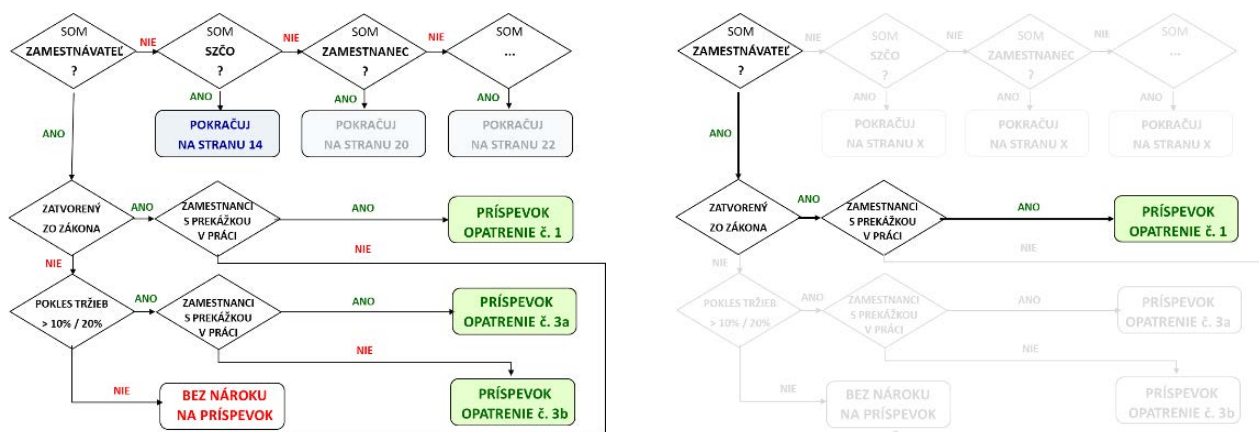 SOM
ZAMESTNÁVATEĽ
?
NIE
SOM
SZČO
?
NIE
SOM
ZAMESTNANEC
?
NIE
SOM
...
ANO
ANO
ANO
ANO
POKRAČUJ
NA STRANU 14
POKRAČUJ
NA STRANU 20
POKRAČUJ
NA STRANU 22
ZATVORENÝ
ZO ZÁKONA
ANO
ZAMESTNANCI
S PREKÁŽKOU
V PRÁCI
ANO
PRÍSPEVOK
OPATRENIE č. 1
NIE
NIE
POKLES TRŽIEB
> 10% / 20%
ANO
ZAMESTNANCI
S PREKÁŽKOU
V PRÁCI
ANO
PRÍSPEVOK
OPATRENIE č. 3a
NIE
NIE
BEZ NÁROKU
NA PRÍSPEVOK
PRÍSPEVOK
OPATRENIE č. 3b
SOM
ZAMESTNÁVATEĽ
?
NIE
SOM
SZČO
?
NIE
SOM
ZAMESTNANEC
?
NIE
SOM
...
ANO
ANO
ANO
ANO
POKRAČUJ
NA STRANU X
POKRAČUJ
NA STRANU X
POKRAČUJ
NA STRANU X
ZATVORENÝ
ZO ZÁKONA
ANO
ZAMESTNANCI
S PREKÁŽKOU
V PRÁCI
ANO
PRÍSPEVOK
OPATRENIE č. 1
NIE
NIE
POKLES TRŽIEB
> 10% / 20%
ANO
ZAMESTNANCI
S PREKÁŽKOU
V PRÁCI
ANO
PRÍSPEVOK
OPATRENIE č. 3a
NIE
NIE
BEZ NÁROKU
NA PRÍSPEVOK
PRÍSPEVOK
OPATRENIE č. 3b